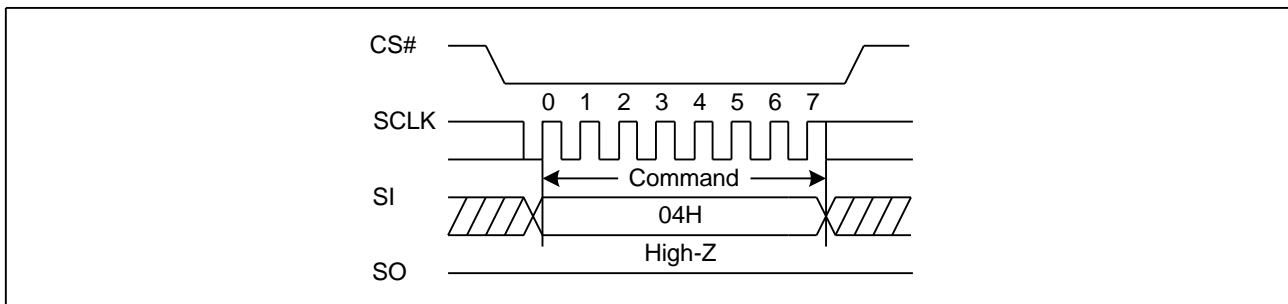 CS#
0 1 2 3 4 5 6 7
SCLK
Command
SI
04H
High-Z
SO